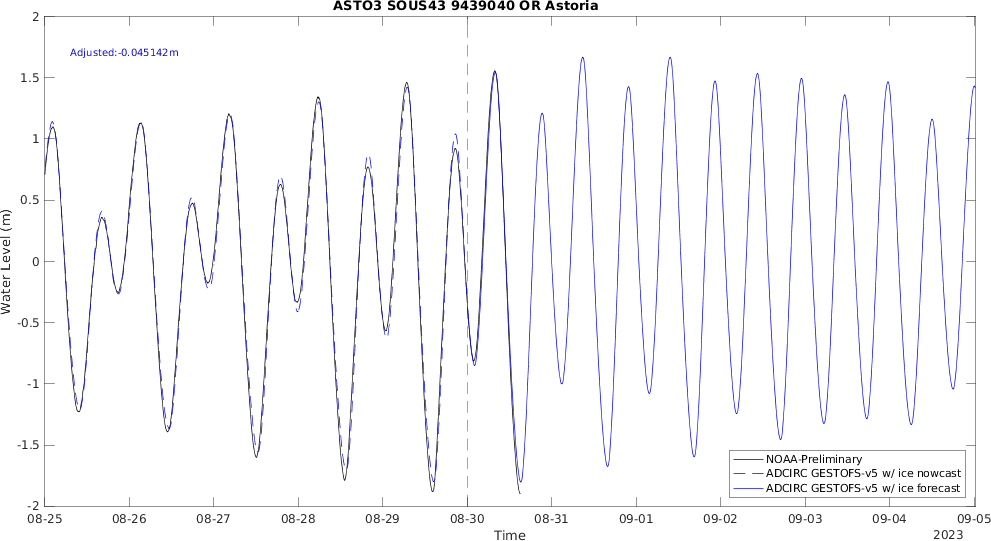 ASTO3 SOUS43 9439040 OR Astoria
Adjusted:-0.045142m
Water Level (m)
2
1.5
1
0.5
0
-0.5
-1
-1.5
-2
NOAA-Preliminary
ADCIRC GESTOFS-v5 w/ ice nowcast
ADCIRC GESTOFS-v5 w/ ice forecast
08-25 08-26 08-27 08-28 08-29 08-30 08-31 09-01 09-02 09-03 09-04 09-05
Time
2023